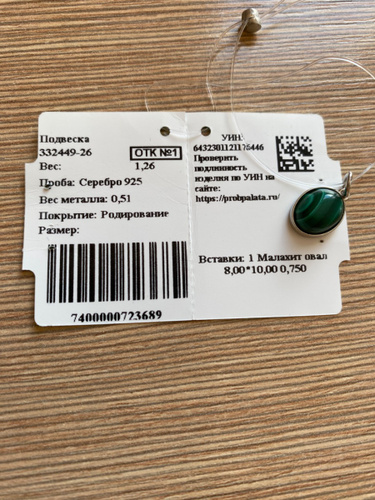 Подвеска
332449-26
ОТК №1
Вес: 1,26
Проба: Серебро 925
Вес металла: 0,51
Покрытие: Родирование
Размер:
7400000723689
УИН:
6432301121176446
Проверить
подлинность
изделия по УИН на
сайте:
https://probpalata.ru/
Вставки: 1 Малахит овал
8,00*10,00 0,750